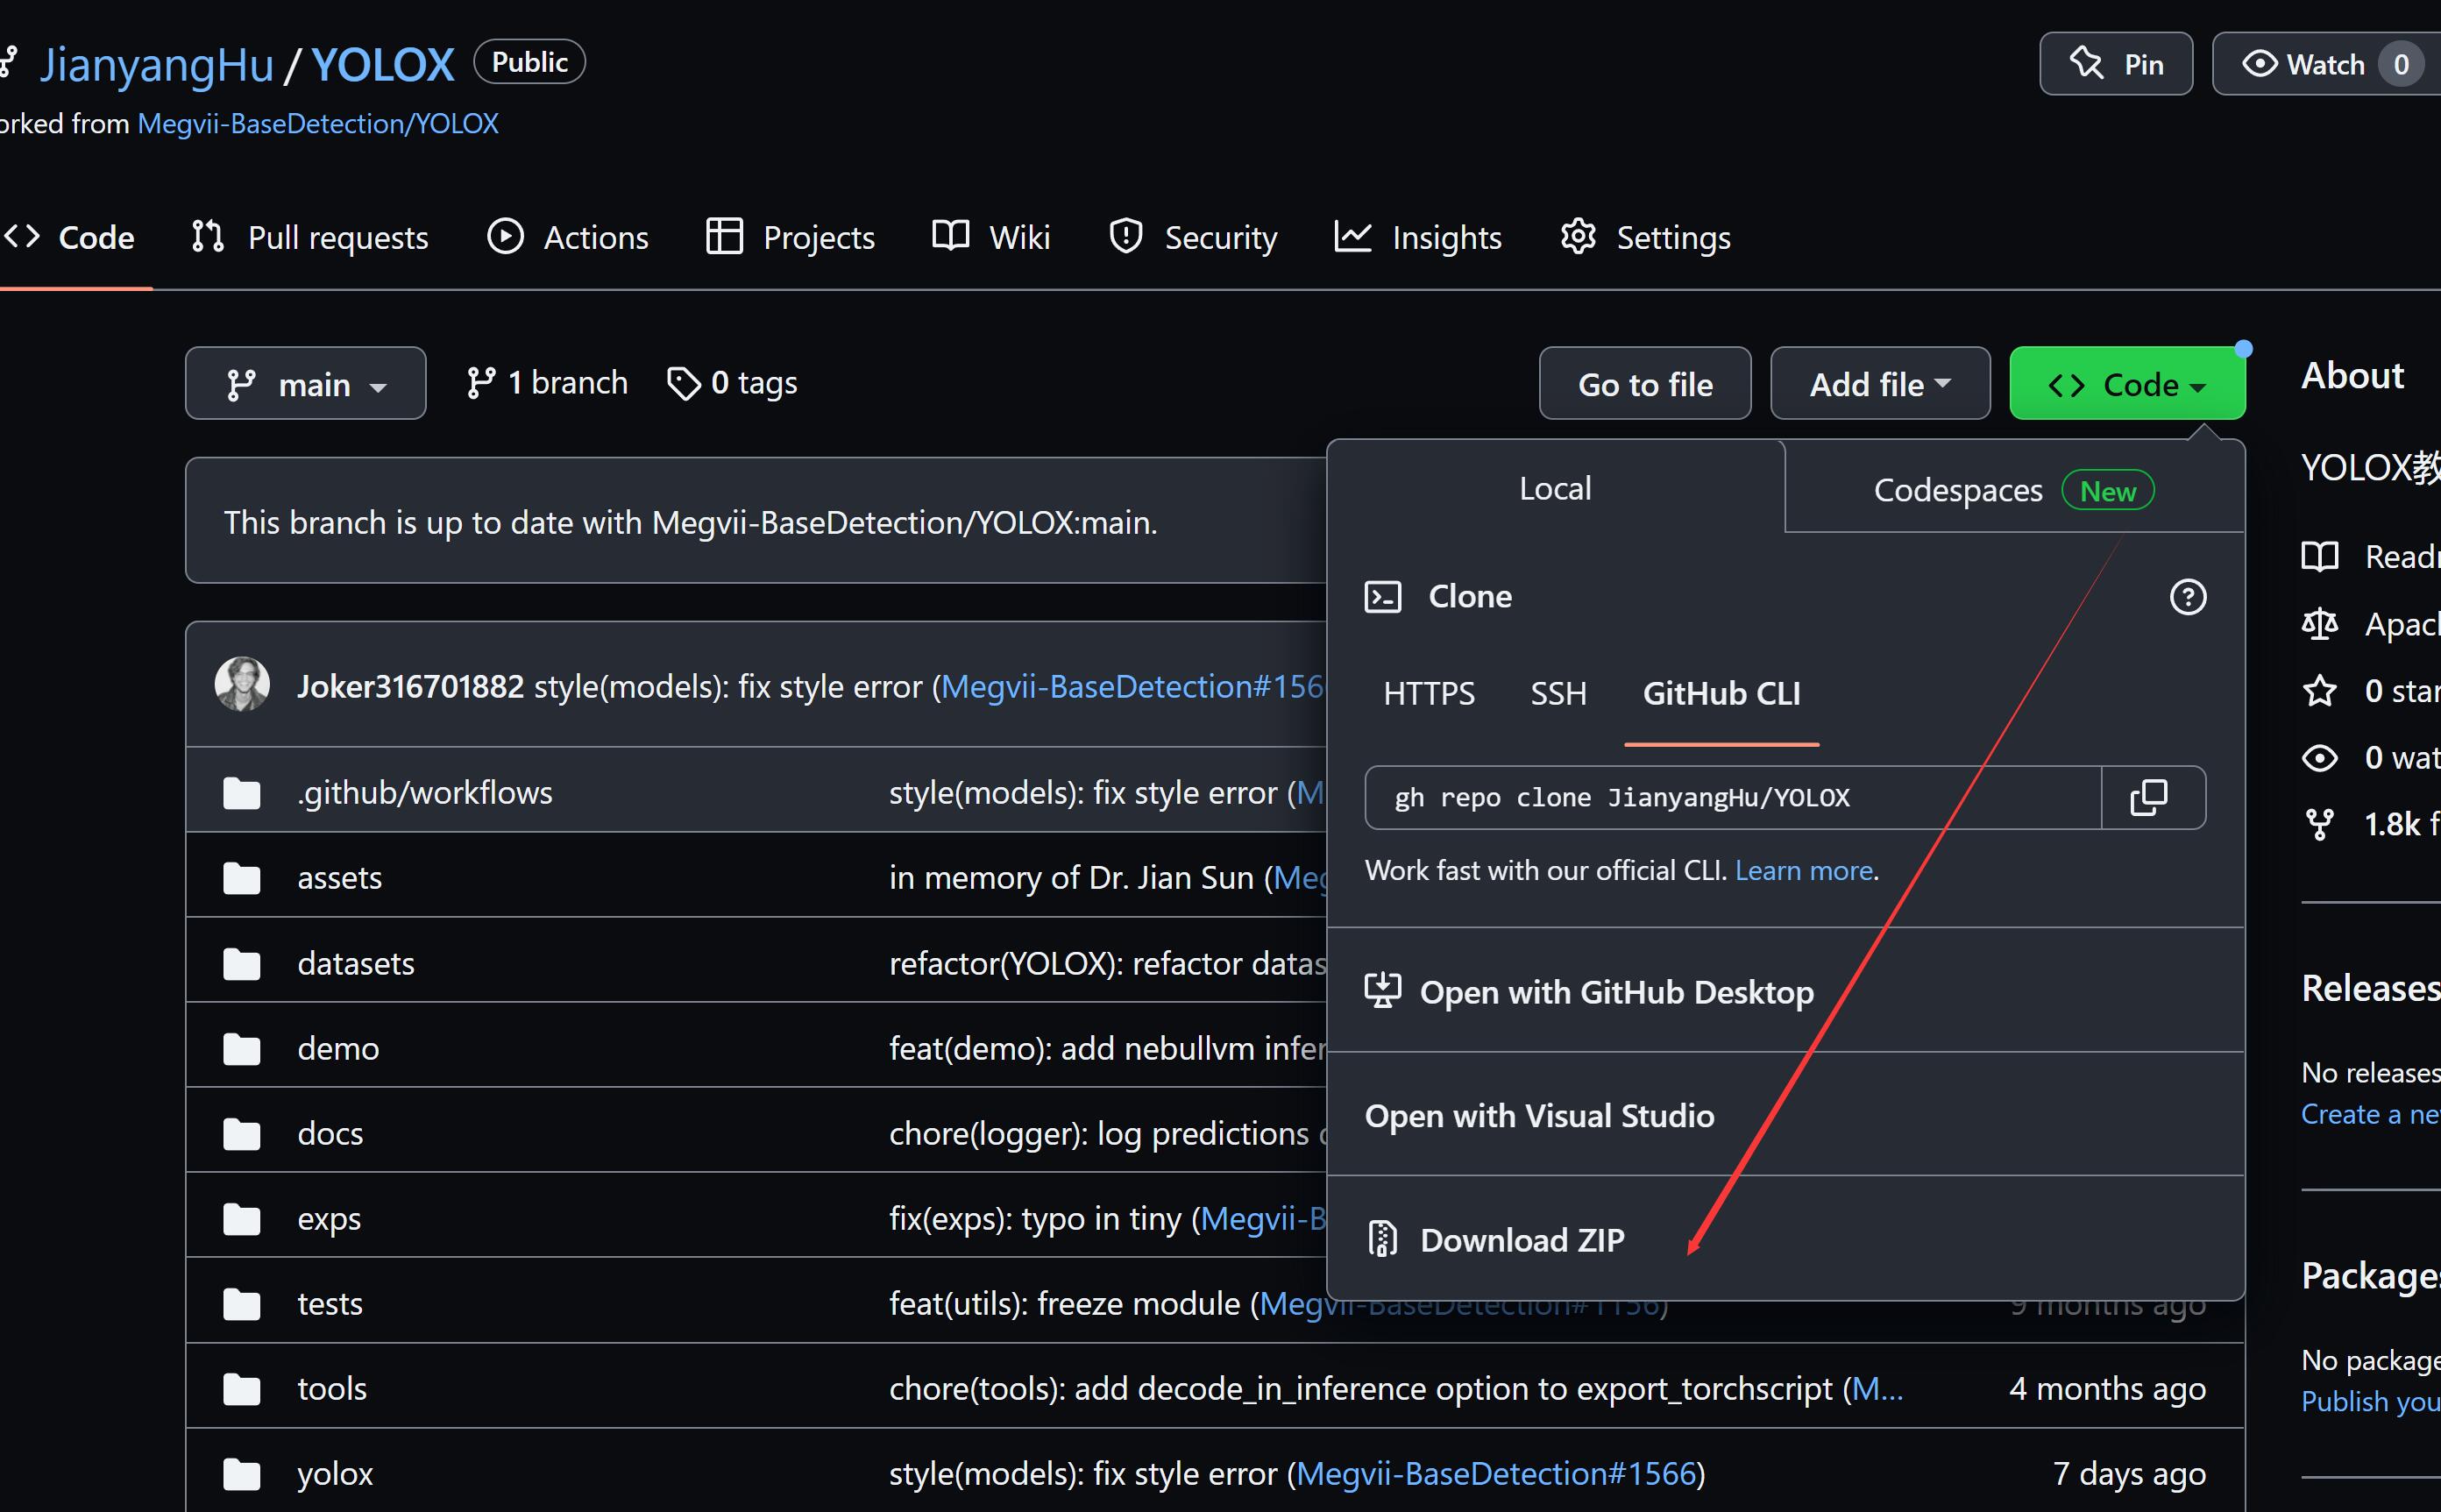 JianyangHu / YOLOX Public
Pin
Watch 0
orked from Megvii-BaseDetection/YOLOX
Code
Pull requests
Actions
Projects
Wiki
Security
Insights
Settings
main
1 branch
0 tags
Go to file
Add file
Code
This branch is up to date with Megvii-BaseDetection/YOLOX:main.
Joker316701882 style(models): fix style error (Megvii-BaseDetection#156
.github/workflows style(models): fix style error (M
assets in memory of Dr. Jian Sun (Meg
datasets refactor(YOLOX): refactor datas
demo feat(demo): add nebullvm infer
docs chore(logger): log predictions
exps fix(exps): typo in tiny (Megvii-B
tests feat(utils): freeze module (Megvii-BaseDetection#1156) 9 months ago
tools chore(tools): add decode_in_inference option to export_torchscript (M... 4 months ago
yolox style(models): fix style error (Megvii-BaseDetection#1566) 7 days ago
Local
Codespaces New
Clone
HTTPS
SSH
GitHub CLI
gh repo clone JianyangHu/YOLOX
Work fast with our official CLI. Learn more.
Open with GitHub Desktop
Open with Visual Studio
Download ZIP
About
YOLOX教
Readm
Apach
0 star
0 wat
1.8k f
Releases
No releases
Create a ne
Packages
No package
Publish you